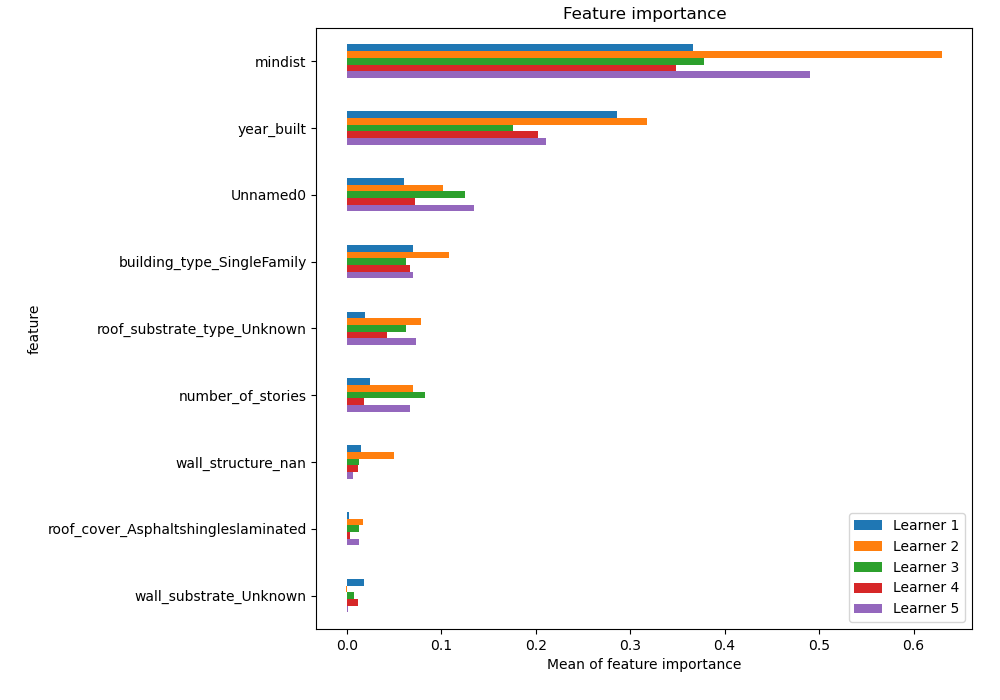 Feature importance
mindist
year_built
Unnamed0
building_type_SingleFamily
roof_substrate_type_Unknown
number_of_stories
wall_structure_nan
roof_cover_Asphaltshingleslaminated
wall_substrate_Unknown
feature
Learner 1
Learner 2
Learner 3
Learner 4
Learner 5
0.0 0.1 0.2 0.3 0.4 0.5 0.6
Mean of feature importance